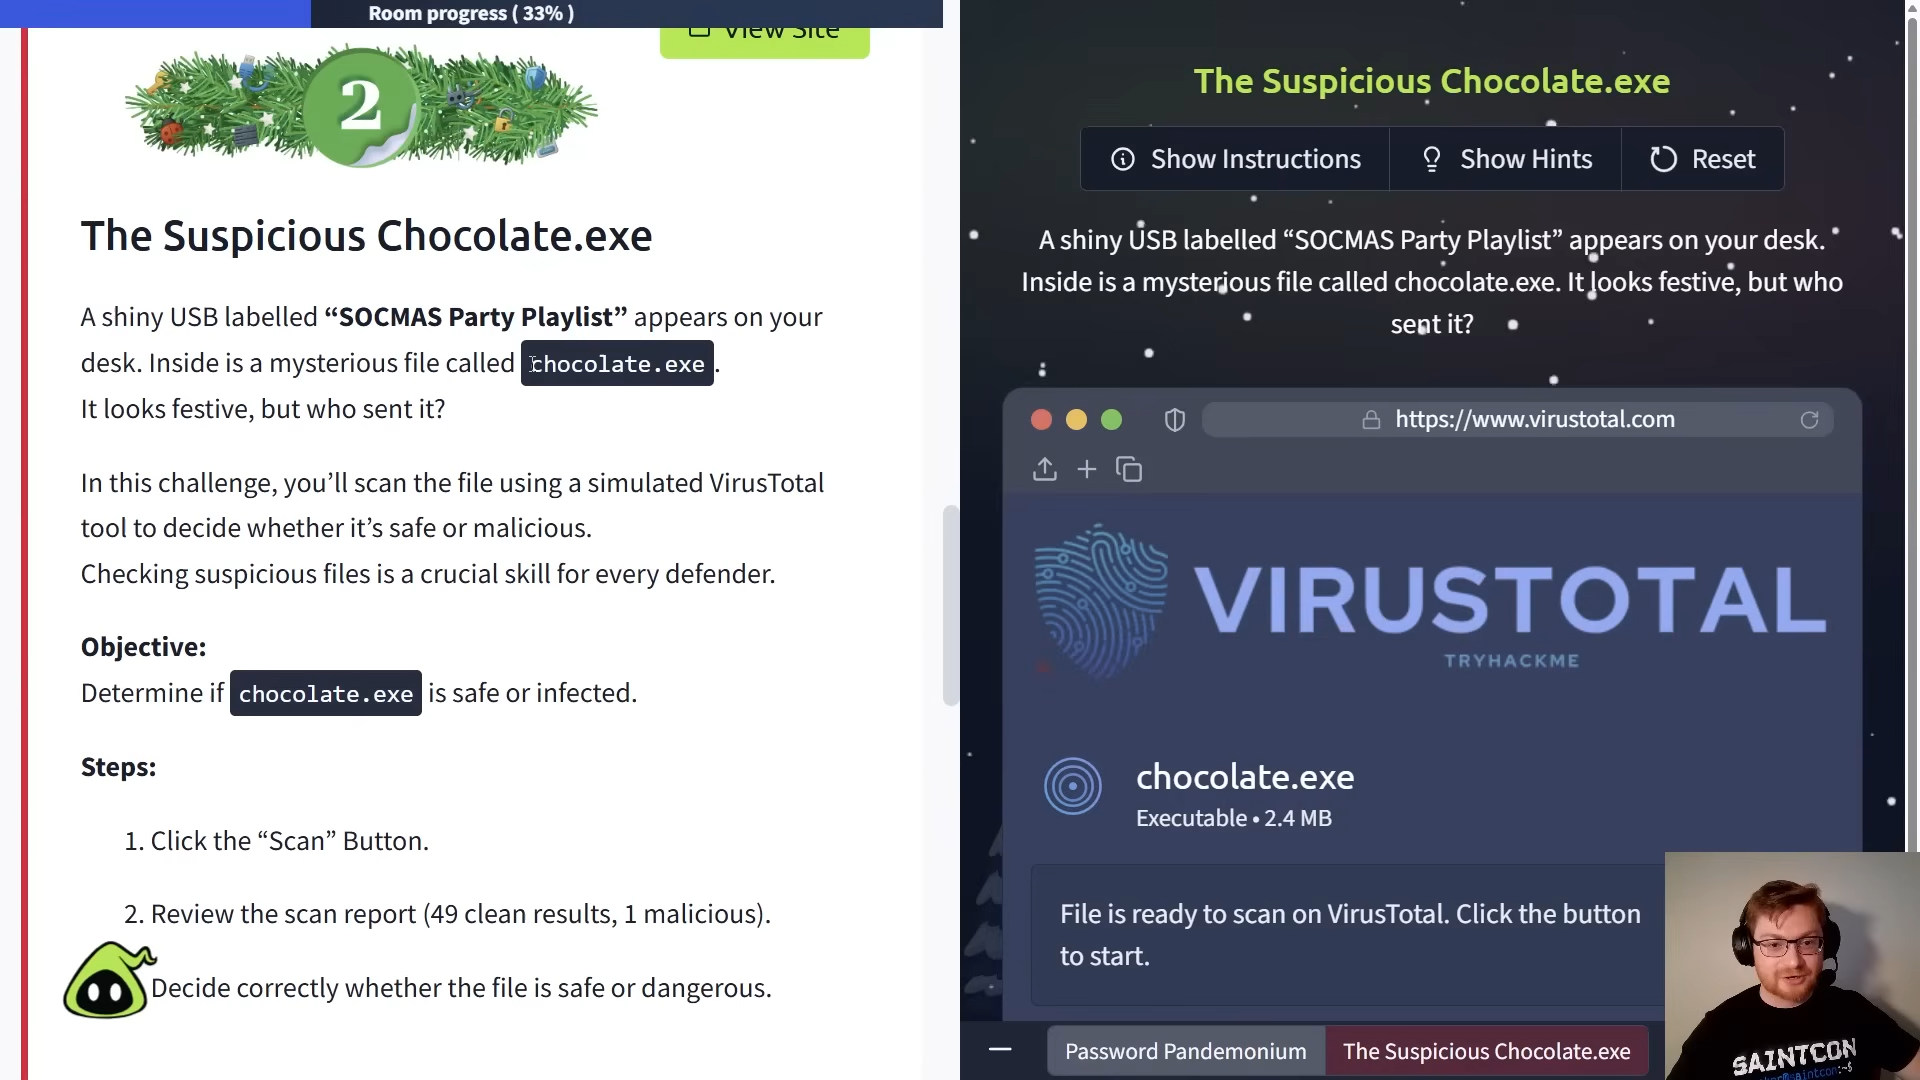 Room progress ( 33% )
View Site
2
The Suspicious Chocolate.exe
A shiny USB labelled “SOCMAS Party Playlist” appears on your
desk. Inside is a mysterious file called chocolate.exe.
It looks festive, but who sent it?
In this challenge, you’ll scan the file using a simulated VirusTotal
tool to decide whether it’s safe or malicious.
Checking suspicious files is a crucial skill for every defender.
Objective:
Determine if chocolate.exe is safe or infected.
Steps:
1. Click the “Scan” Button.
2. Review the scan report (49 clean results, 1 malicious).
Decide correctly whether the file is safe or dangerous.
The Suspicious Chocolate.exe
Show Instructions
Show Hints
Reset
A shiny USB labelled “SOCMAS Party Playlist” appears on your desk.
Inside is a mysterious file called chocolate.exe. It looks festive, but who
sent it?
https://www.virustotal.com
VIRUSTOTAL
TRYHACKME
chocolate.exe
Executable • 2.4 MB
File is ready to scan on VirusTotal. Click the button
to start.
Password Pandemonium
The Suspicious Chocolate.exe
SAINTCON